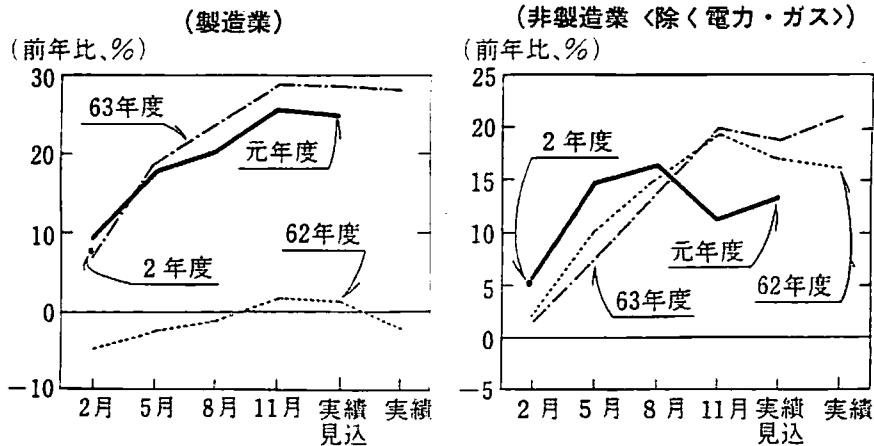 (製造業)
(前年比、%)
30
20
10
0
−10
63年度
元年度
62年度
2年度
2月
5月
8月
11月
実績
見込
実績
(非製造業〈除く電力・ガス〉)
(前年比、%)
25
20
15
10
5
0
−5
2年度
元年度
63年度
62年度
2月
5月
8月
11月
実績
見込
実績